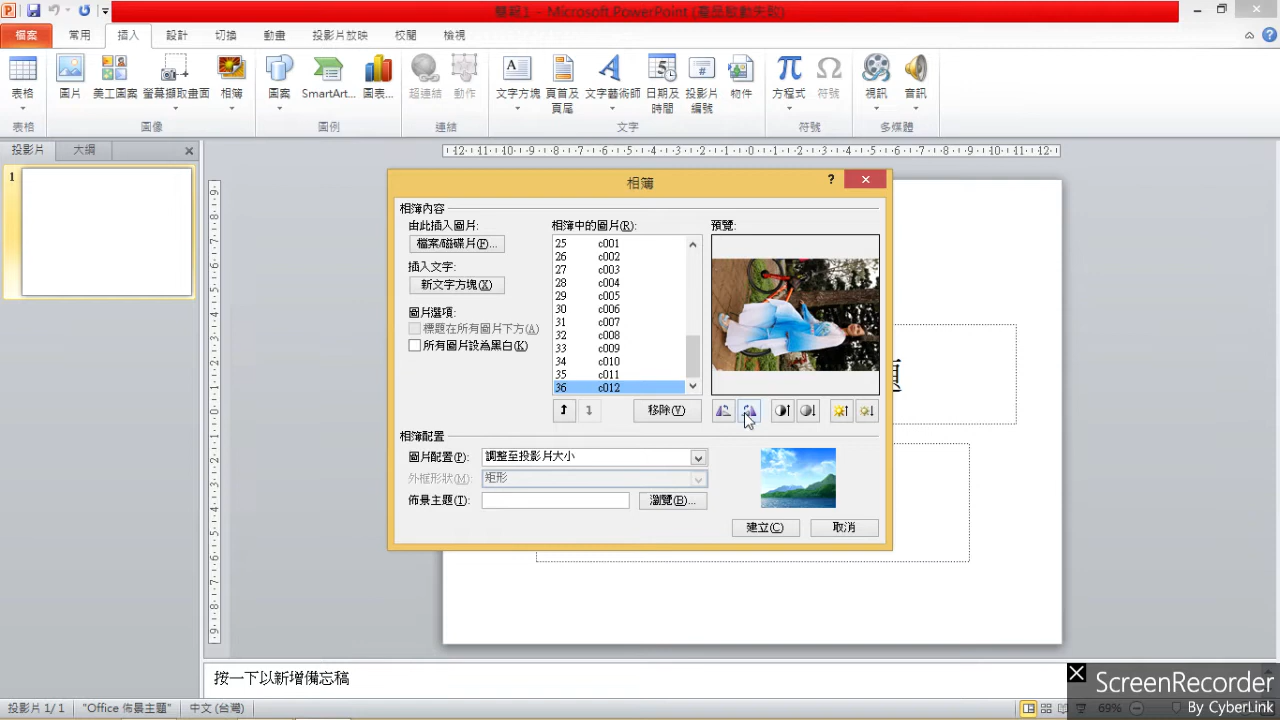 簡報1 - Microsoft PowerPoint (產品啟動失敗)
檔案 常用 插入 設計 切換 動畫 投影片放映 校閱 檢視
表格 圖片 美工圖案 螢幕擷取畫面 相簿 圖案 SmartArt... 圖表... 超連結 動作 文字方塊 頁首及頁尾 文字藝術師 日期及時間 投影片編號 物件 方程式 符號 視訊 音訊
表格 圖像 圖例 連結 文字 符號 多媒體
投影片 大綱
1
相簿
相簿內容
由此插入圖片:
檔案/磁碟片(F)...
插入文字:
新文字方塊(X)
圖片選項:
標題在所有圖片下方(A)
所有圖片設為黑白(K)
相簿中的圖片(R):
25 c001
26 c002
27 c003
28 c004
29 c005
30 c006
31 c007
32 c008
33 c009
34 c010
35 c011
36 c012
移除(Y)
預覽:
題
相簿配置
圖片配置(P): 調整至投影片大小
外框形狀(M): 矩形
佈景主題(T): 瀏覽(B)...
建立(C) 取消
按一下以新增備忘稿
投影片 1/ 1 "Office 佈景主題" 中文 (台灣) 69%
ScreenRecorder
By CyberLink